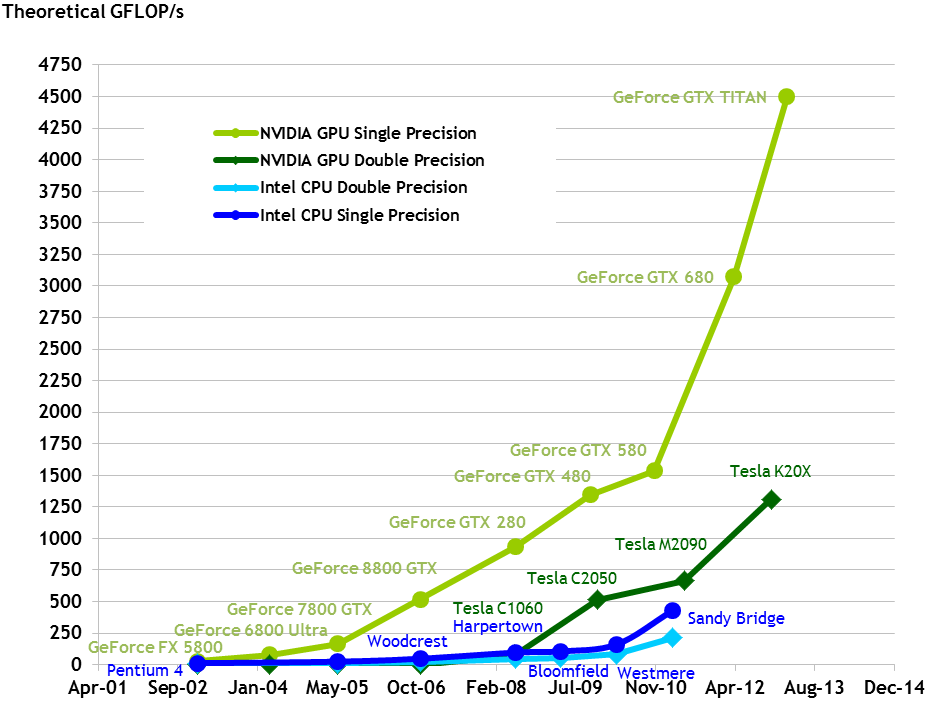 Theoretical GFLOP/s
4750
4500
4250
4000
3750
3500
3250
3000
2750
2500
2250
2000
1750
1500
1250
1000
750
500
250
0
NVIDIA GPU Single Precision
NVIDIA GPU Double Precision
Intel CPU Double Precision
Intel CPU Single Precision
GeForce GTX TITAN
GeForce GTX 680
GeForce GTX 580
GeForce GTX 480
GeForce GTX 280
GeForce 8800 GTX
GeForce 7800 GTX
GeForce 6800 Ultra
GeForce FX 5800
Tesla K20X
Tesla M2090
Tesla C2050
Tesla C1060
Harpertown
Woodcrest
Sandy Bridge
Pentium 4
Bloomfield
Westmere
Apr-01 Sep-02 Jan-04 May-05 Oct-06 Feb-08 Jul-09 Nov-10 Apr-12 Aug-13 Dec-14